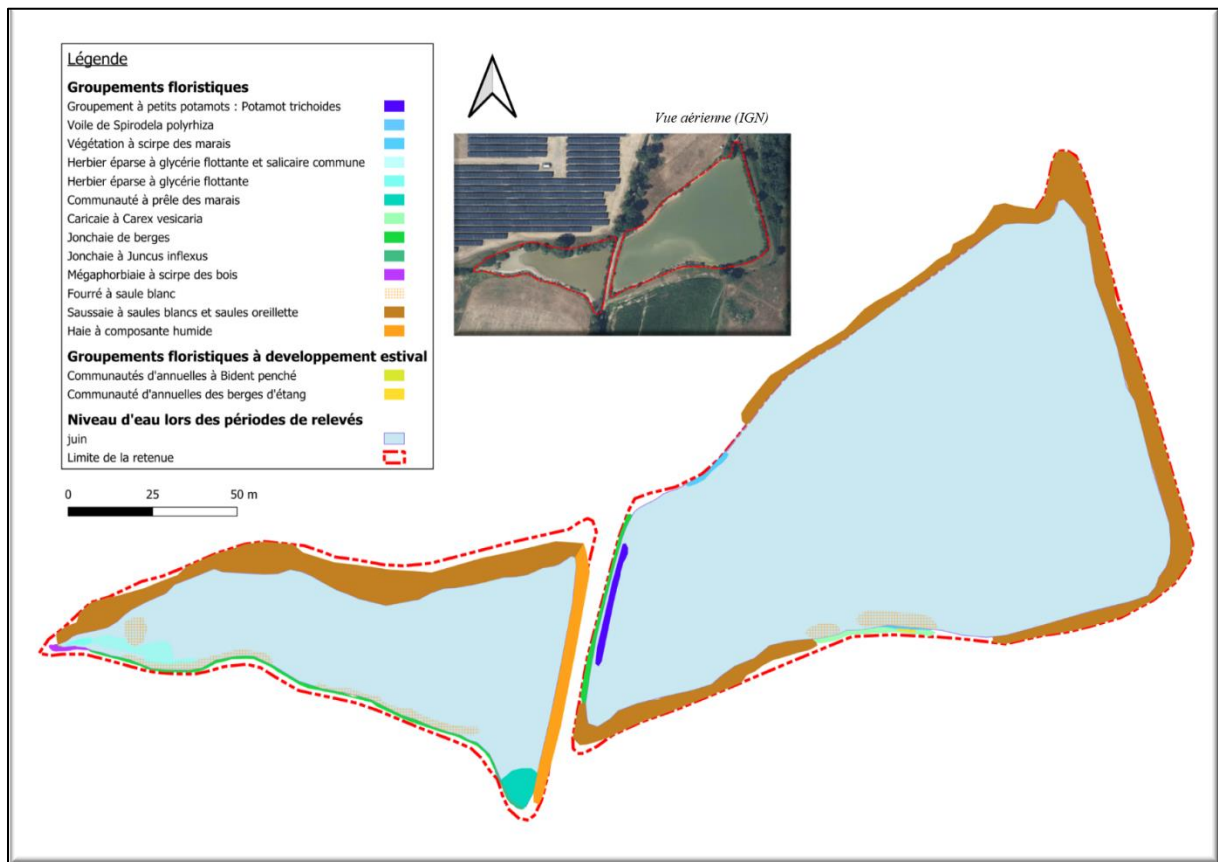 Légende
Groupements floristiques
Groupement à petits potamots : Potamot trichoides
Voile de Spirodela polyrhiza
Végétation à scirpe des marais
Herbier éparse à glycérie flottante et salicaire commune
Herbier éparse à glycérie flottante
Communauté à prêle des marais
Caricaie à Carex vesicaria
Jonchaie de berges
Jonchaie à Juncus inflexus
Mégaphorbiaie à scirpe des bois
Fourré à saule blanc
Saussaie à saules blancs et saules oreillette
Haie à composante humide
Groupements floristiques à developpement estival
Communautés d'annuelles à Bident penché
Communauté d'annuelles des berges d'étang
Niveau d'eau lors des périodes de relevés
juin
Limite de la retenue
0 25 50 m
Vue aérienne (IGN)